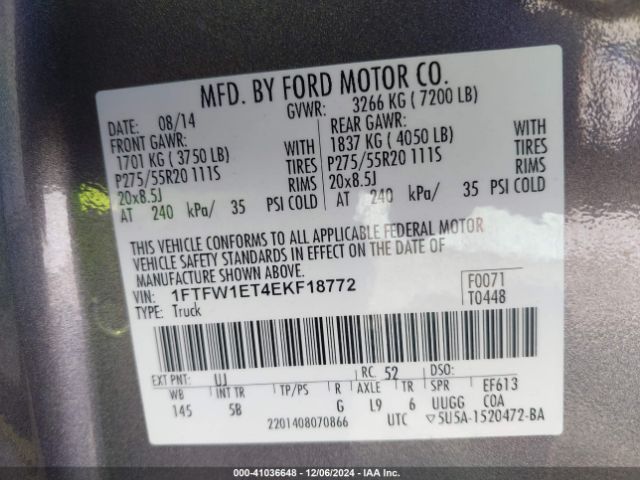 MFD. BY FORD MOTOR CO.
DATE: 08/14 GVWR: 3266 KG ( 7200 LB)
FRONT GAWR: REAR GAWR:
1701 KG ( 3750 LB) WITH 1837 KG ( 4050 LB) WITH
P275/55R20 111S TIRES P275/55R20 111S TIRES
20x8.5J RIMS 20x8.5J RIMS
AT 240 kPa/ 35 PSI COLD AT 240 kPa/ 35 PSI COLD
THIS VEHICLE CONFORMS TO ALL APPLICABLE FEDERAL MOTOR
VEHICLE SAFETY STANDARDS IN EFFECT ON THE DATE OF
MANUFACTURE SHOWN ABOVE.
VIN: 1FTFW1ET4EKF18772 F0071
TYPE: Truck T0448
EXT PNT: UJ RC: 52 DSO:
WB INT TR TP/PS R AXLE TR SPR EF613
145 SB G L9 6 UUGG COA
2201408070866 UTC ▽5U5A-1520472-BA
000-41036648 - 12/06/2024 - IAA Inc.